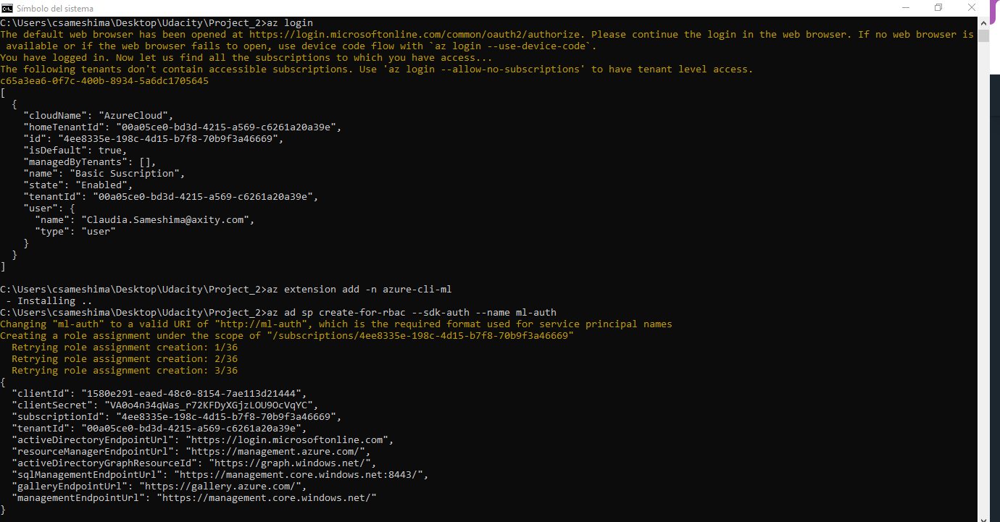 Símbolo del sistema
C:\Users\csameshima\Desktop\Udacity\Project_2>az login
The default web browser has been opened at https://login.microsoftonline.com/common/oauth2/authorize. Please continue the login in the web browser. If no web browser is
 available or if the web browser fails to open, use device code flow with `az login --use-device-code`.
You have logged in. Now let us find all the subscriptions to which you have access...
The following tenants don't contain accessible subscriptions. Use 'az login --allow-no-subscriptions' to have tenant level access.
c65a3ea6-0f7c-400b-8934-5a6dc1705645
[
  {
    "cloudName": "AzureCloud",
    "homeTenantId": "00a05ce0-bd3d-4215-a569-c6261a20a39e",
    "id": "4ee8335e-198c-4d15-b7f8-70b9f3a46669",
    "isDefault": true,
    "managedByTenants": [],
    "name": "Basic Suscription",
    "state": "Enabled",
    "tenantId": "00a05ce0-bd3d-4215-a569-c6261a20a39e",
    "user": {
      "name": "Claudia.Sameshima@axity.com",
      "type": "user"
    }
  }
]
C:\Users\csameshima\Desktop\Udacity\Project_2>az extension add -n azure-cli-ml
 - Installing ..
C:\Users\csameshima\Desktop\Udacity\Project_2>az ad sp create-for-rbac --sdk-auth --name ml-auth
Changing "ml-auth" to a valid URI of "http://ml-auth", which is the required format used for service principal names
Creating a role assignment under the scope of "/subscriptions/4ee8335e-198c-4d15-b7f8-70b9f3a46669"
  Retrying role assignment creation: 1/36
  Retrying role assignment creation: 2/36
  Retrying role assignment creation: 3/36
{
  "clientId": "1580e291-eaed-48c0-8154-7ae113d21444",
  "clientSecret": "VA0o4n34qWas_r72KFDyXGjzLOU9OcVqYC",
  "subscriptionId": "4ee8335e-198c-4d15-b7f8-70b9f3a46669",
  "tenantId": "00a05ce0-bd3d-4215-a569-c6261a20a39e",
  "activeDirectoryEndpointUrl": "https://login.microsoftonline.com",
  "resourceManagerEndpointUrl": "https://management.azure.com/",
  "activeDirectoryGraphResourceId": "https://graph.windows.net/",
  "sqlManagementEndpointUrl": "https://management.core.windows.net:8443/",
  "galleryEndpointUrl": "https://gallery.azure.com/",
  "managementEndpointUrl": "https://management.core.windows.net/"
}